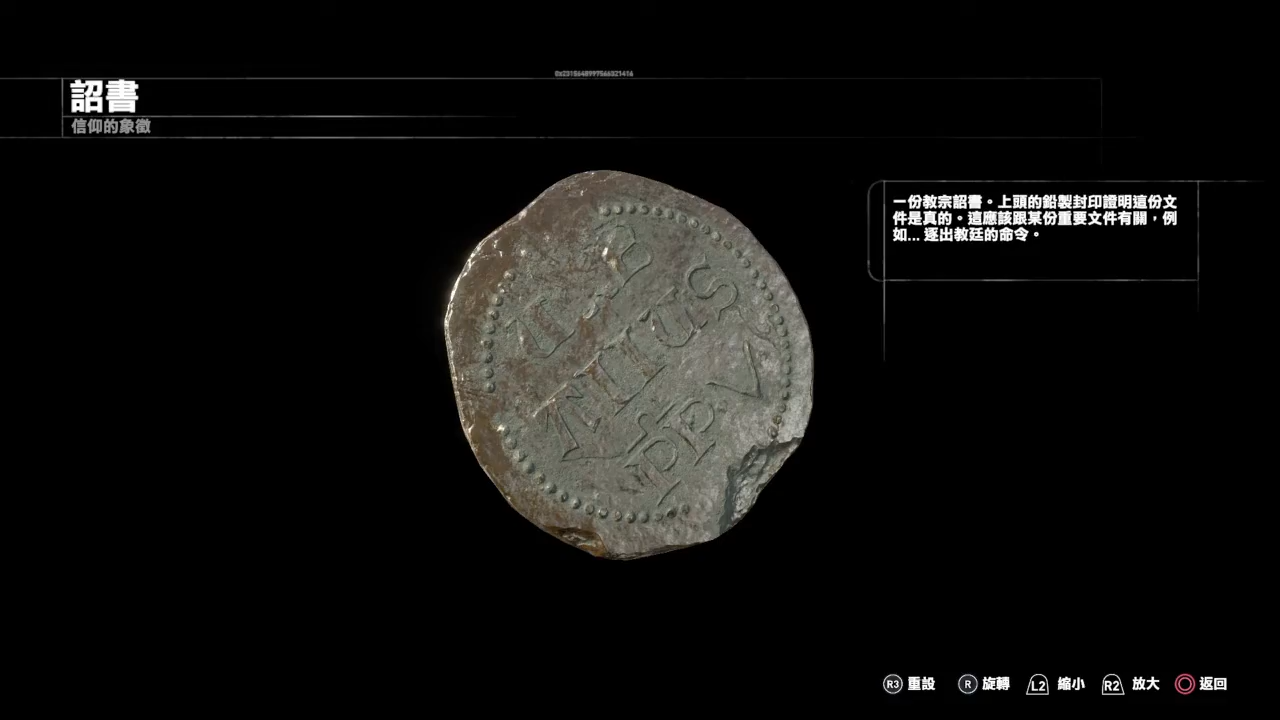 0x2315648997566321416
詔書
信仰的象徵
一份教宗詔書。上頭的鉛製封印證明這份文
件是真的。這應該跟某份重要文件有關,例
如... 逐出教廷的命令。
PP. V
R3 重設 R 旋轉 L2 縮小 R2 放大 返回